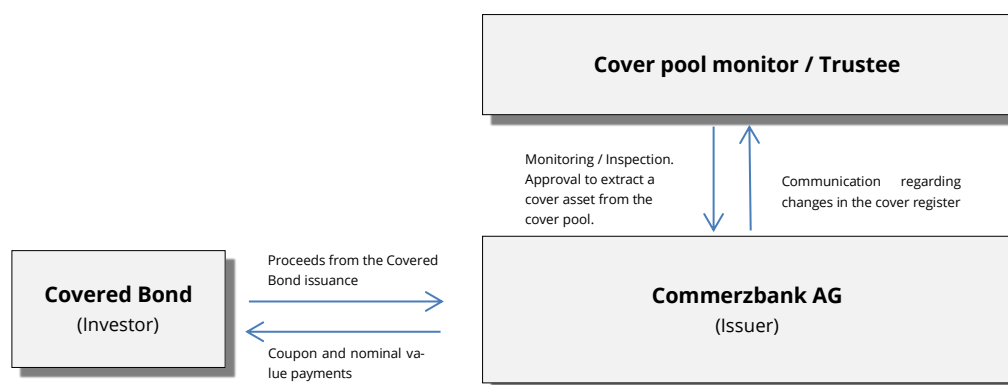 Cover pool monitor / Trustee
Monitoring / Inspection.
Approval to extract a
cover asset from the
cover pool.
Communication regarding
changes in the cover register
Covered Bond
(Investor)
Proceeds from the Covered
Bond issuance
Coupon and nominal va-
lue payments
Commerzbank AG
(Issuer)